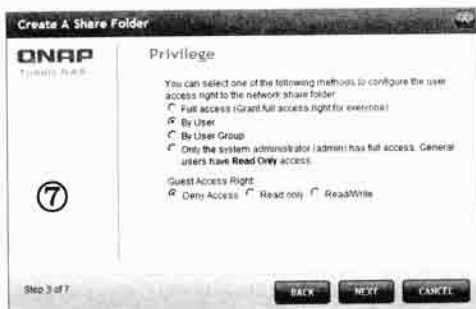 Create A Share Folder
QNAP
TURBO NAS
Privilege
You can select one of the following methods to configure the user
access right to the network share folder:
Full access (Grant full access right for everyone)
By User
By User Group
Only the system administrator (admin) has full access. General
users have Read Only access.
Guest Access Right:
Deny Access Read only Read/Write
⑦
Step 3 of 7
BACK NEXT CANCEL